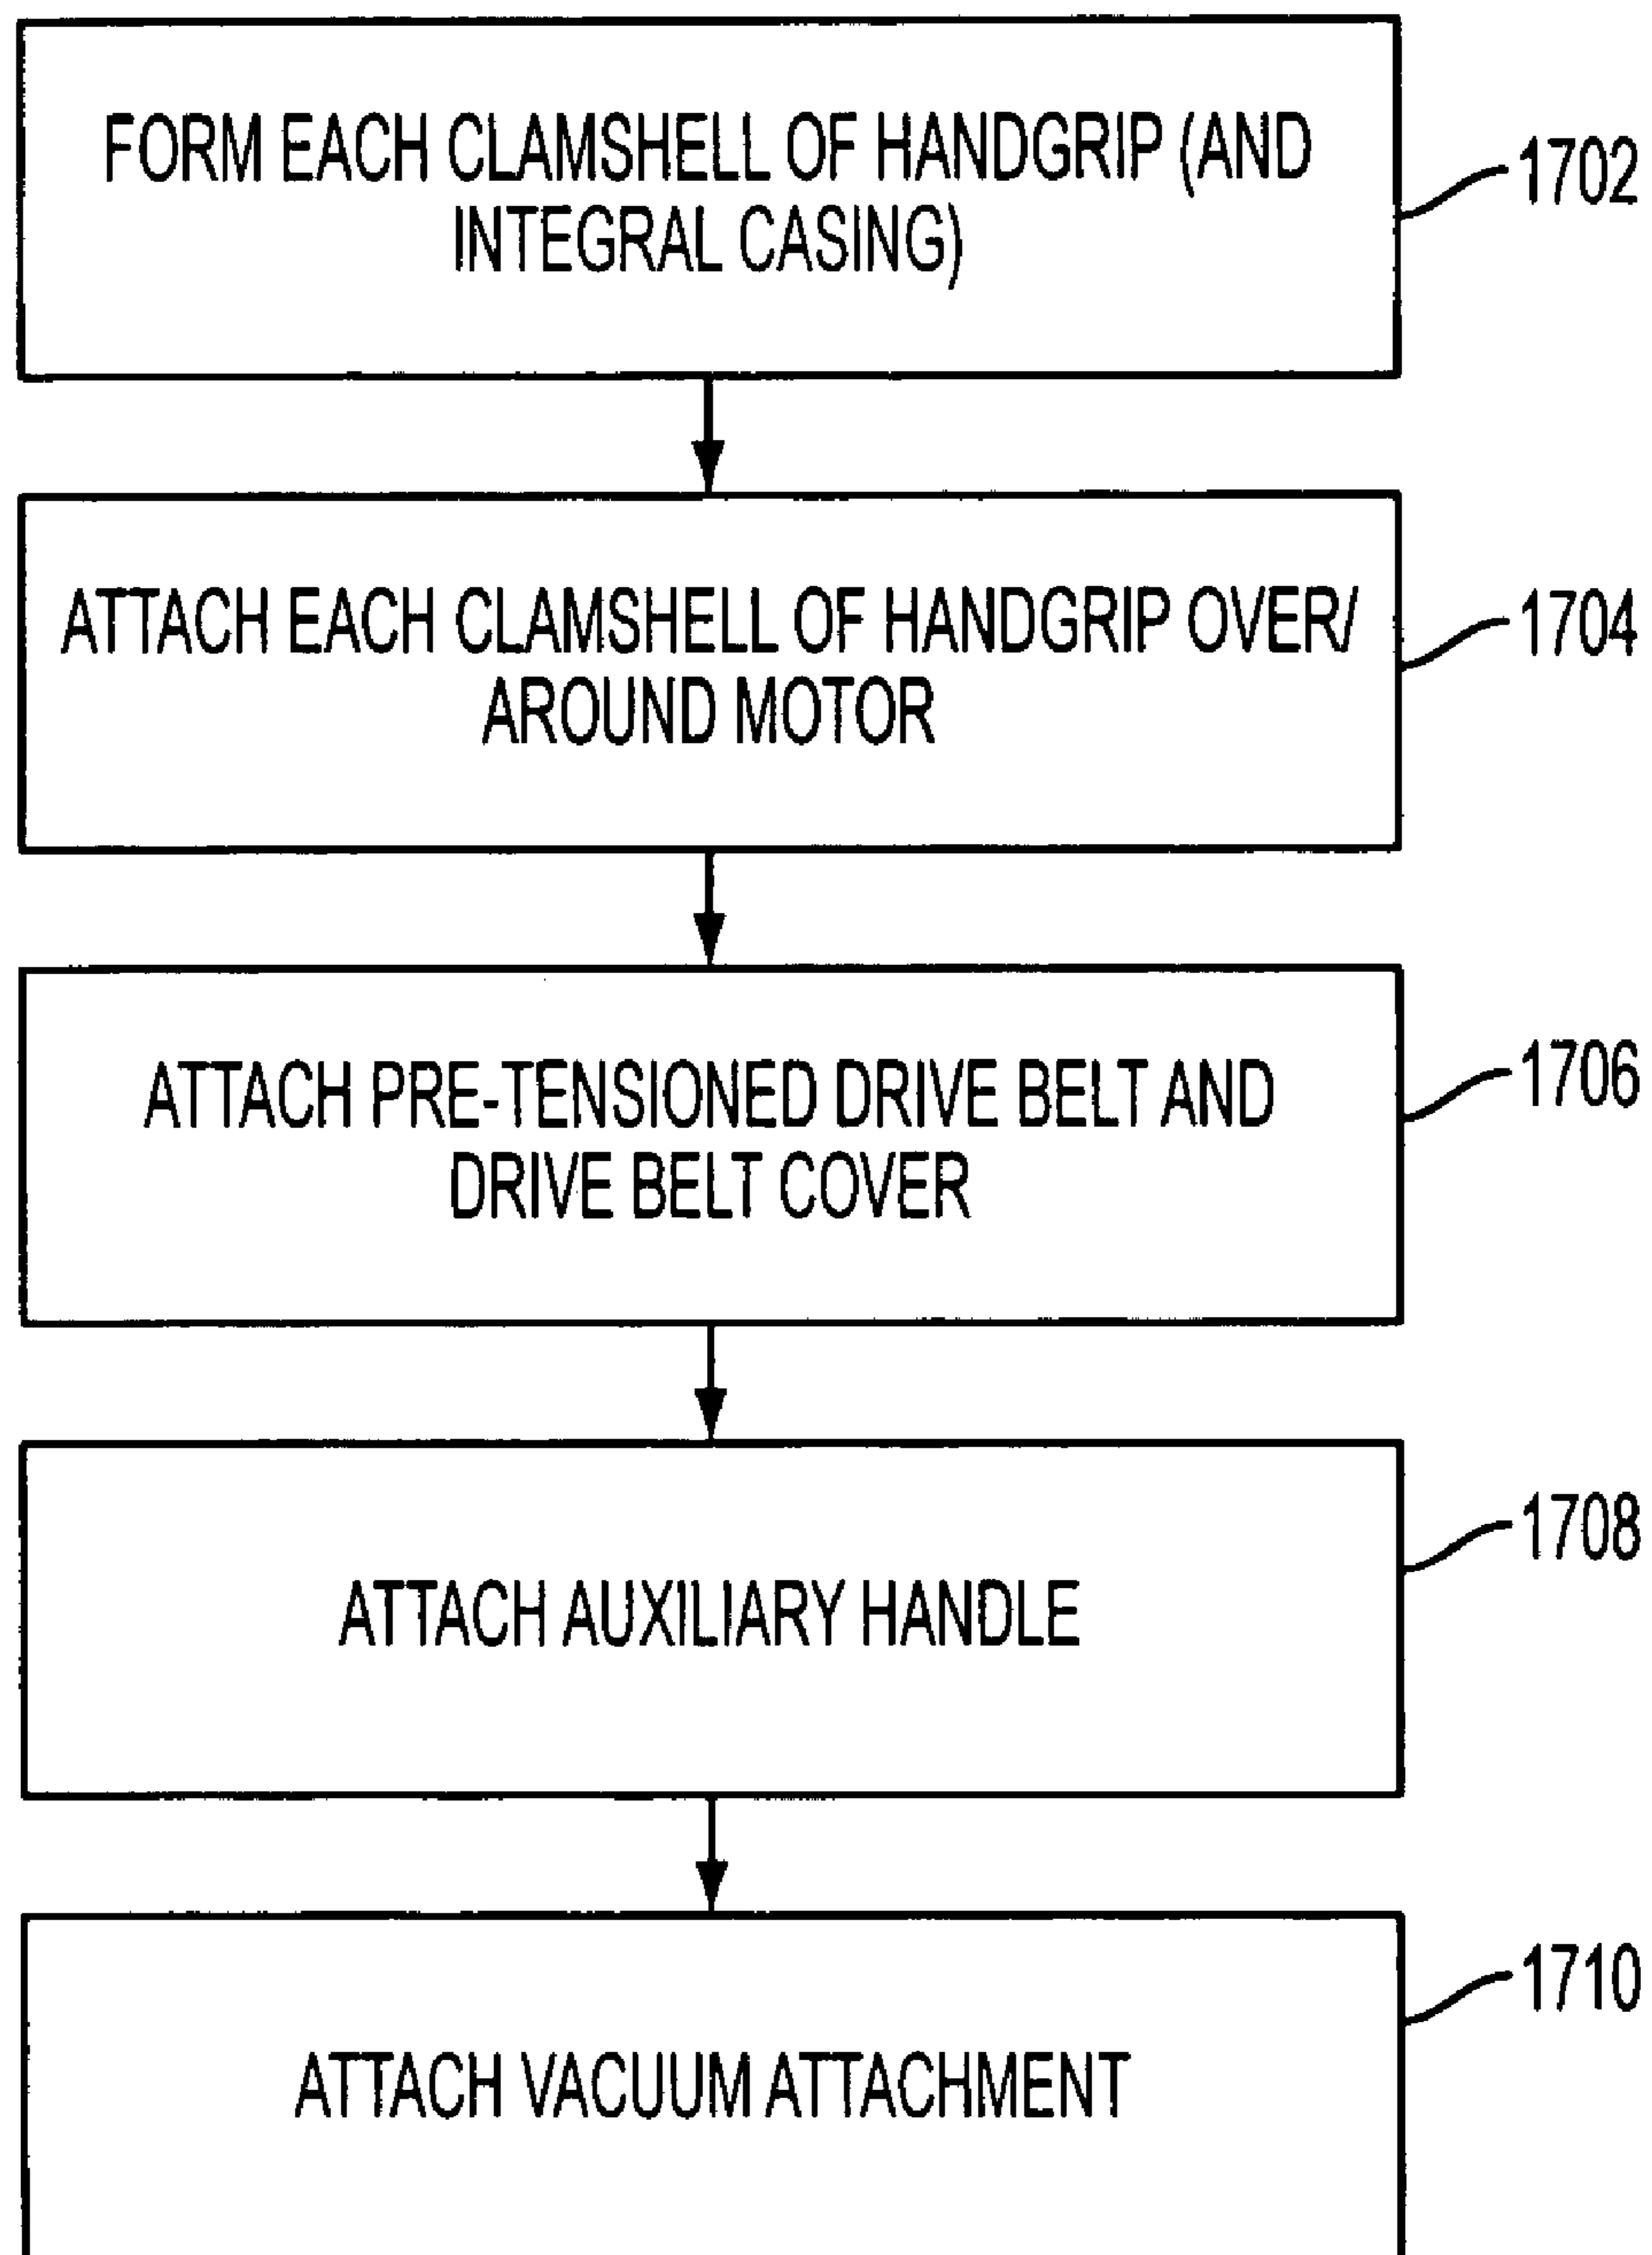 FORM EACH CLAMSHELL OF HANDGRIP (AND
INTEGRAL CASING)
1702
ATTACH EACH CLAMSHELL OF HANDGRIP OVER/
AROUND MOTOR
1704
ATTACH PRE-TENSIONED DRIVE BELT AND
DRIVE BELT COVER
1706
ATTACH AUXILIARY HANDLE
1708
ATTACH VACUUM ATTACHMENT
1710